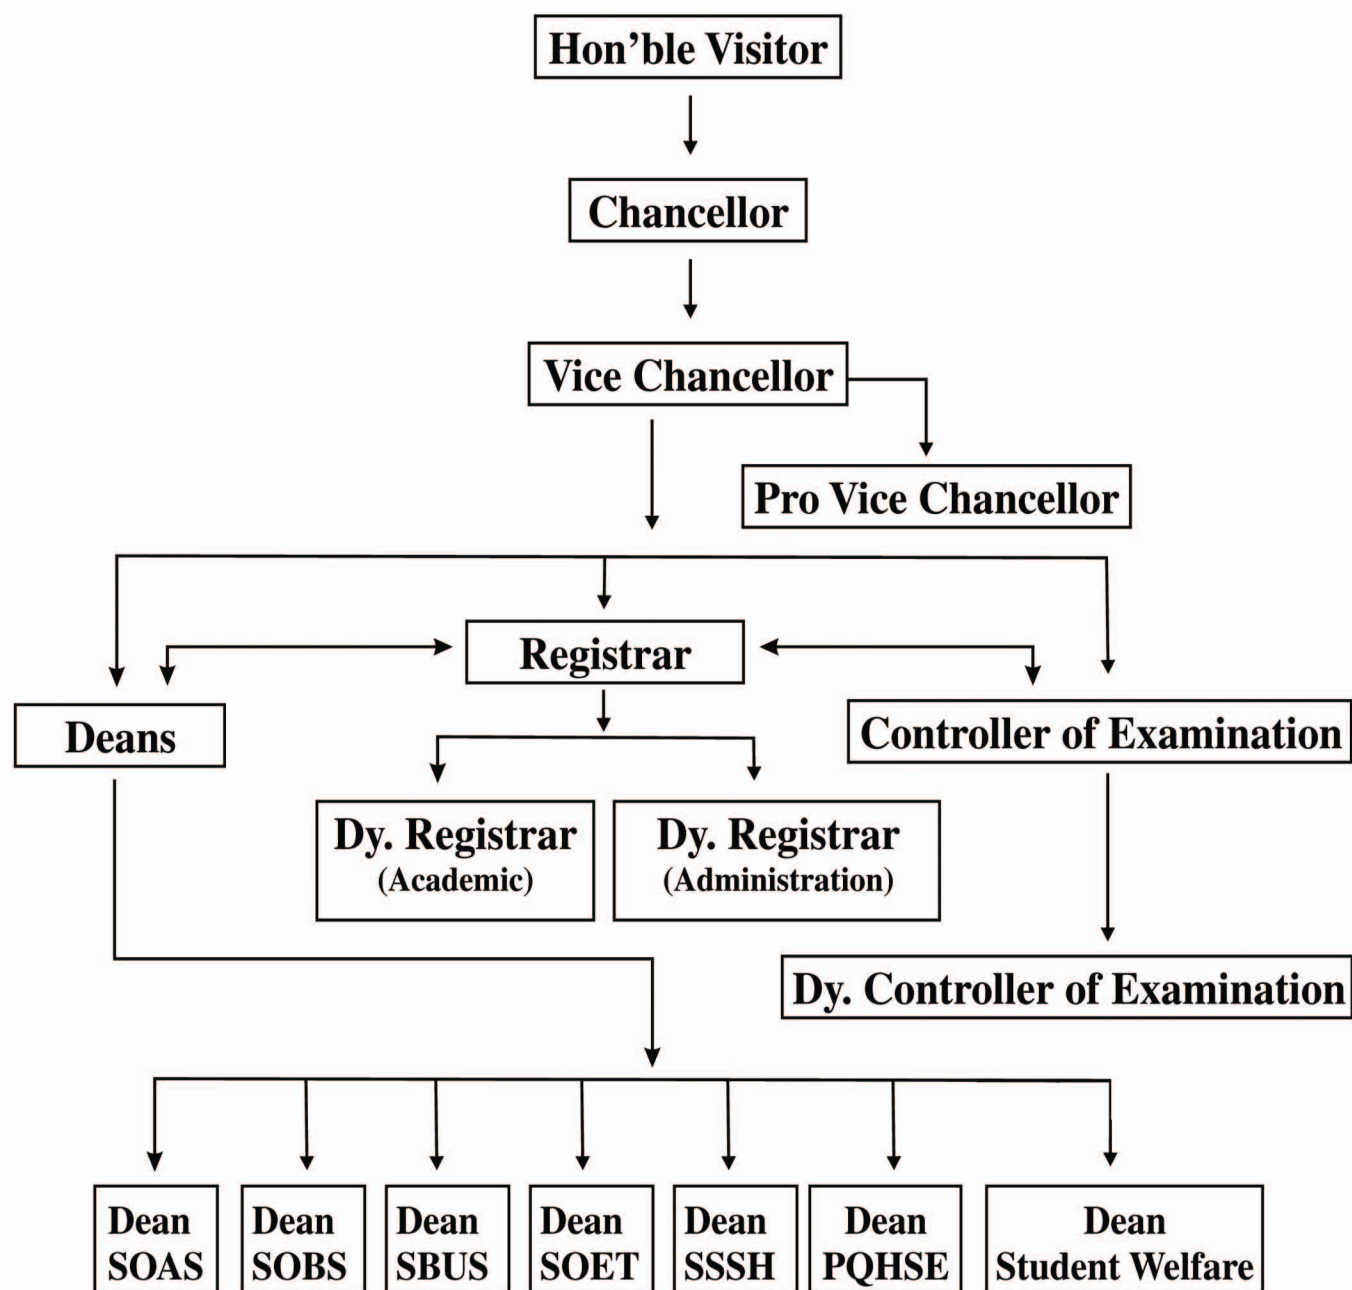 Hon’ble Visitor
Chancellor
Vice Chancellor
Pro Vice Chancellor
Registrar
Deans
Controller of Examination
Dy. Registrar
(Academic)
Dy. Registrar
(Administration)
Dy. Controller of Examination
Dean
SOAS
Dean
SOBS
Dean
SBUS
Dean
SOET
Dean
SSSH
Dean
PQHSE
Dean
Student Welfare